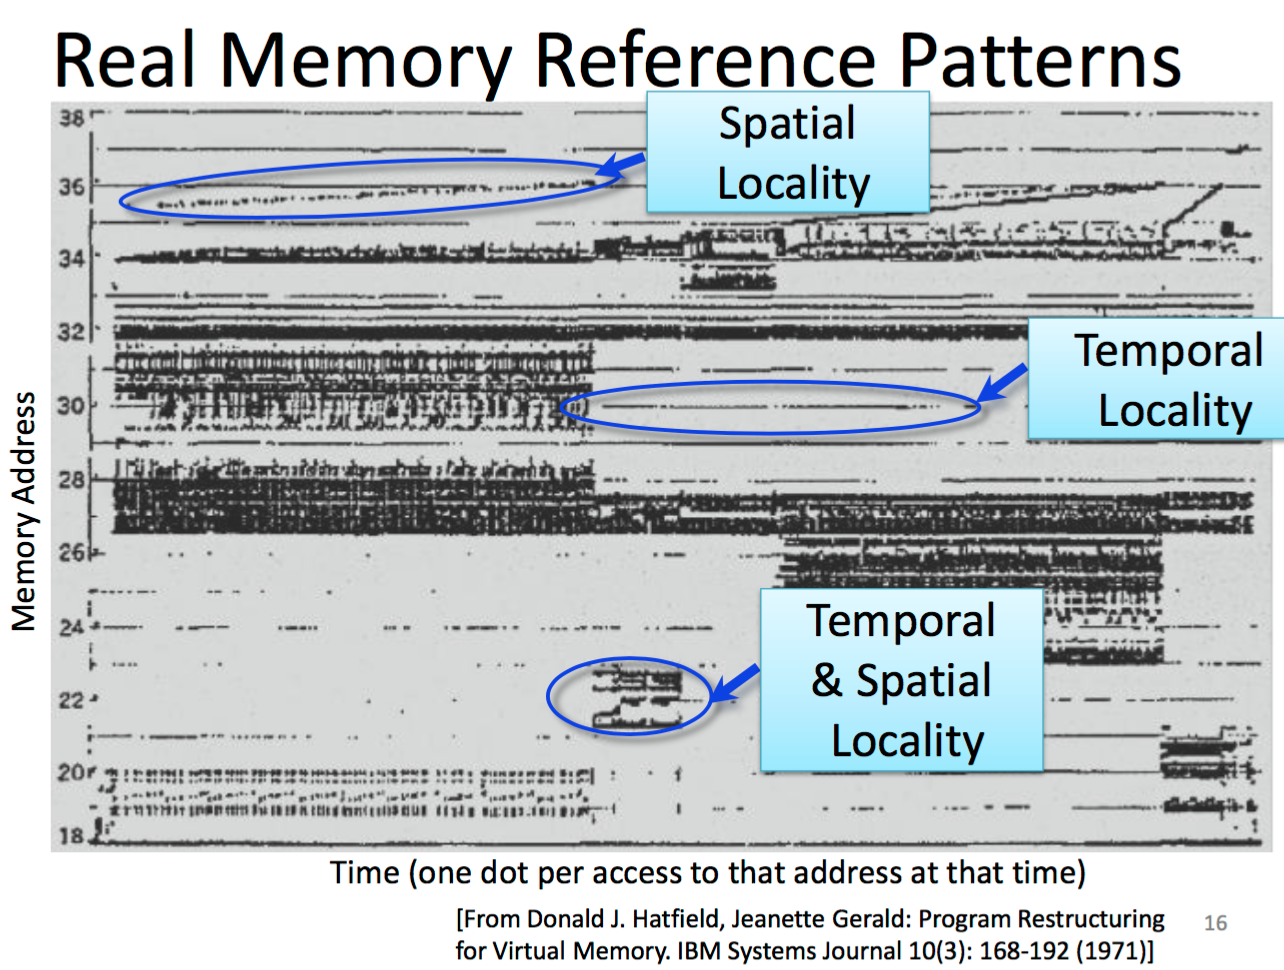 Real Memory Reference Patterns
Spatial
Locality
38
36
34
32
Temporal
Locality
30
28
26
Temporal
& Spatial
Locality
24
22
20
18
Memory Address
Time (one dot per access to that address at that time)
[From Donald J. Hatfield, Jeanette Gerald: Program Restructuring
for Virtual Memory. IBM Systems Journal 10(3): 168-192 (1971)]
16